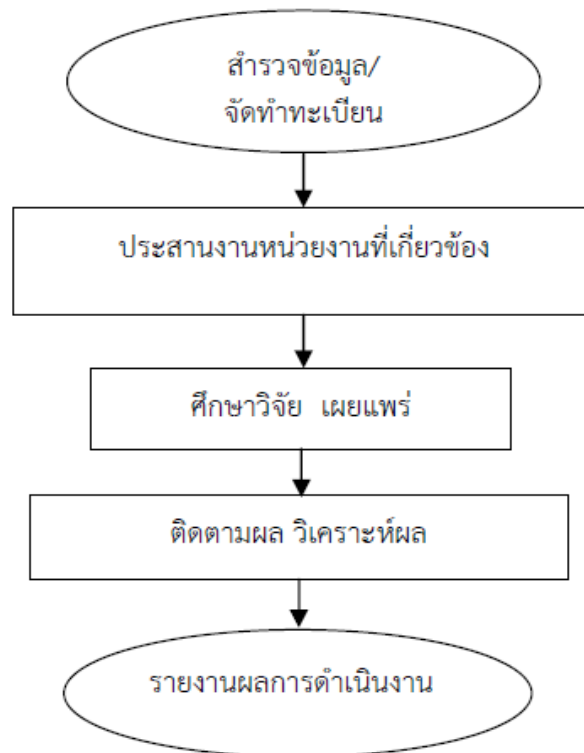 สำรวจข้อมูล/
จัดทำทะเบียน
ประสานงานหน่วยงานที่เกี่ยวข้อง
ศึกษาวิจัย เผยแพร่
ติดตามผล วิเคราะห์ผล
รายงานผลการดำเนินงาน